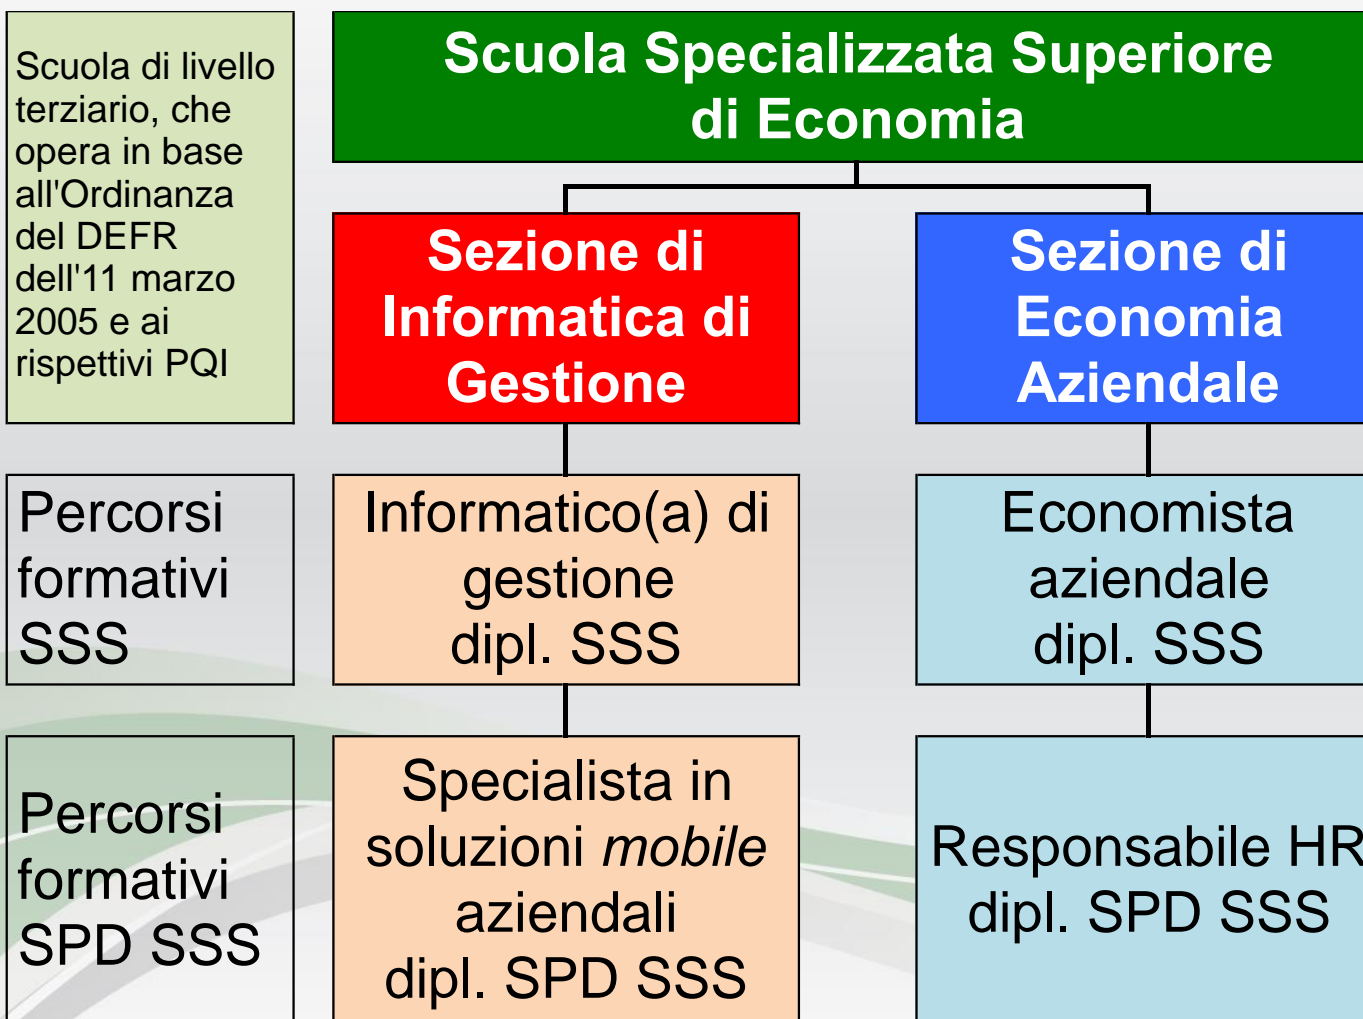 Scuola di livello
terziario, che
opera in base
all'Ordinanza
del DEFR
dell'11 marzo
2005 e ai
rispettivi PQI
Scuola Specializzata Superiore
di Economia
Sezione di
Informatica di
Gestione
Sezione di
Economia
Aziendale
Percorsi
formativi
SSS
Informatico(a) di
gestione
dipl. SSS
Economista
aziendale
dipl. SSS
Percorsi
formativi
SPD SSS
Specialista in
soluzioni mobile
aziendali
dipl. SPD SSS
Responsabile HR
dipl. SPD SSS